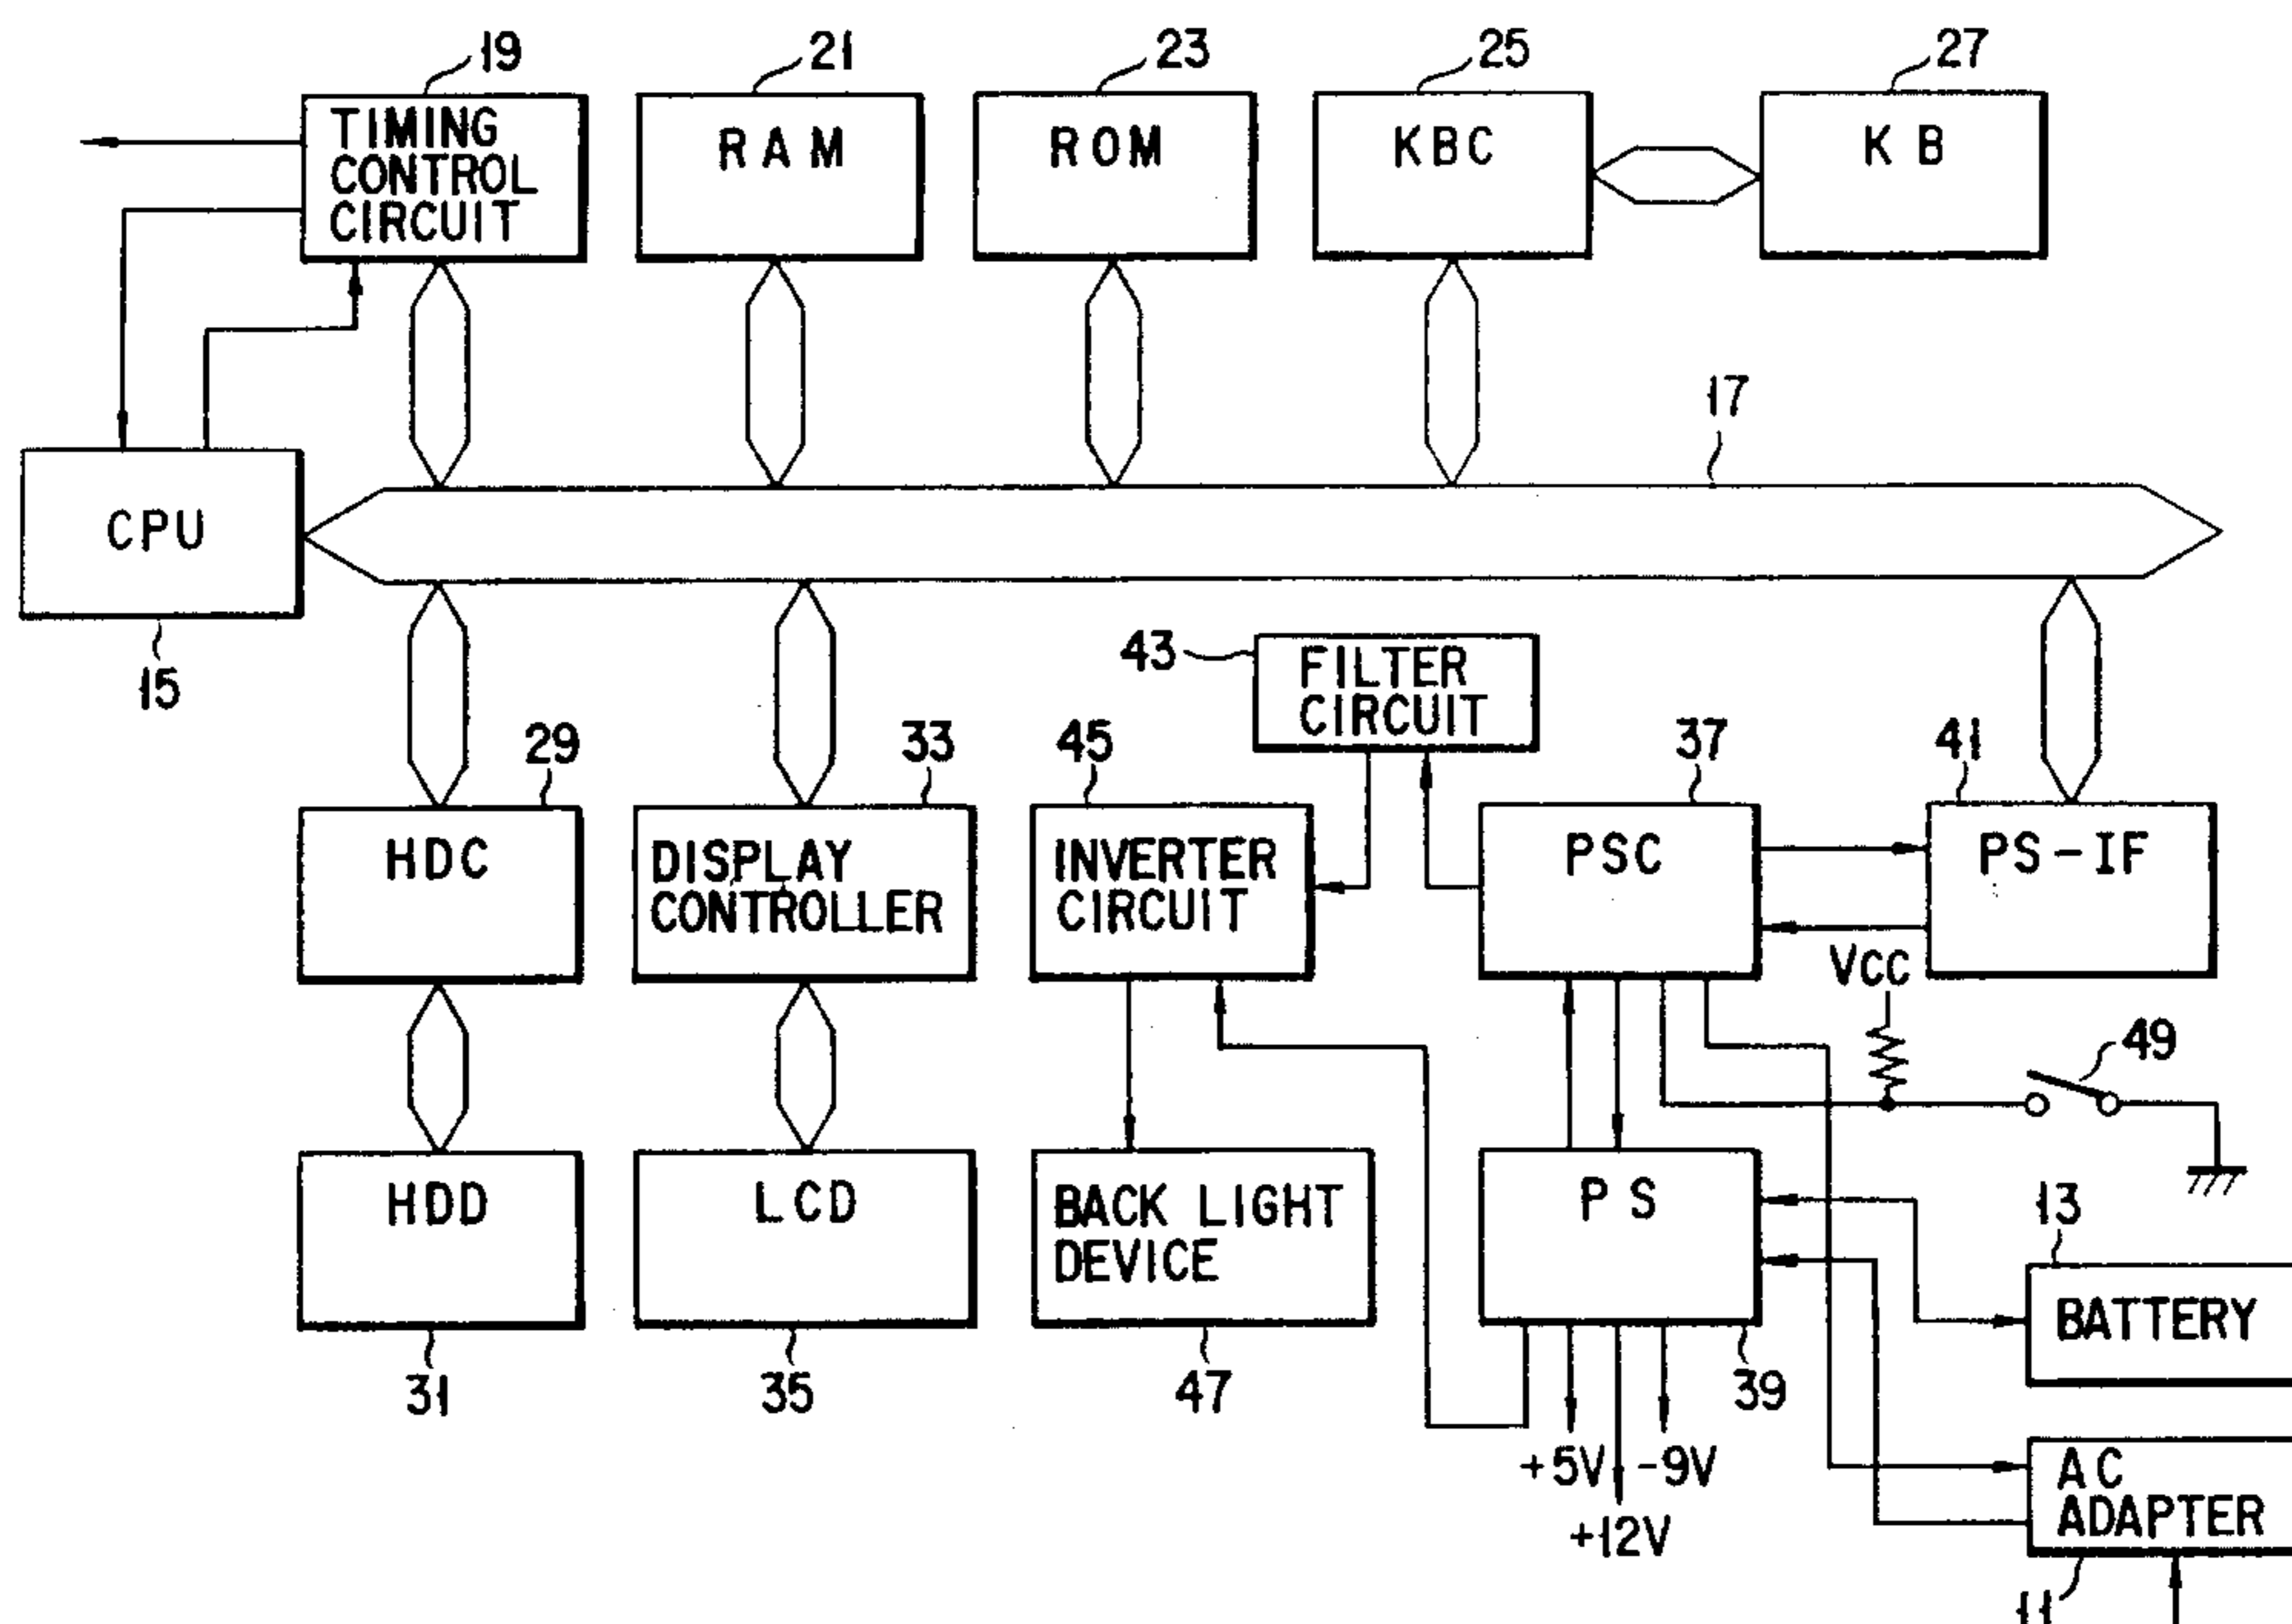 19
21
23
25
27
TIMING
CONTROL
CIRCUIT
RAM
ROM
KBC
KB
17
CPU
15
43
FILTER
CIRCUIT
29
33
45
37
41
HDC
DISPLAY
CONTROLLER
INVERTER
CIRCUIT
PSC
PS-IF
VCC
49
HDD
LCD
BACK LIGHT
DEVICE
PS
13
BATTERY
31
35
47
39
+5V
-9V
+12V
AC
ADAPTER
11